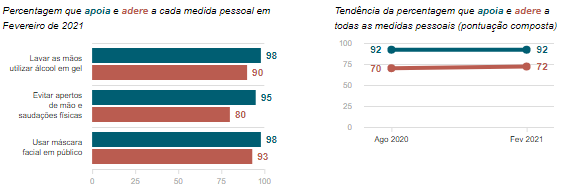 Percentagem que apoia e adere a cada medida pessoal em
Fevereiro de 2021
Lavar as mãos
utilizar álcool em gel
98
90
Evitar apertos
de mão e
saudações físicas
95
80
Usar máscara
facial em público
98
93
0
25
50
75
100
Tendência da percentagem que apoia e adere a
todas as medidas pessoais (pontuação composta)
100
75
50
25
0
92
92
70
72
Ago 2020
Fev 2021